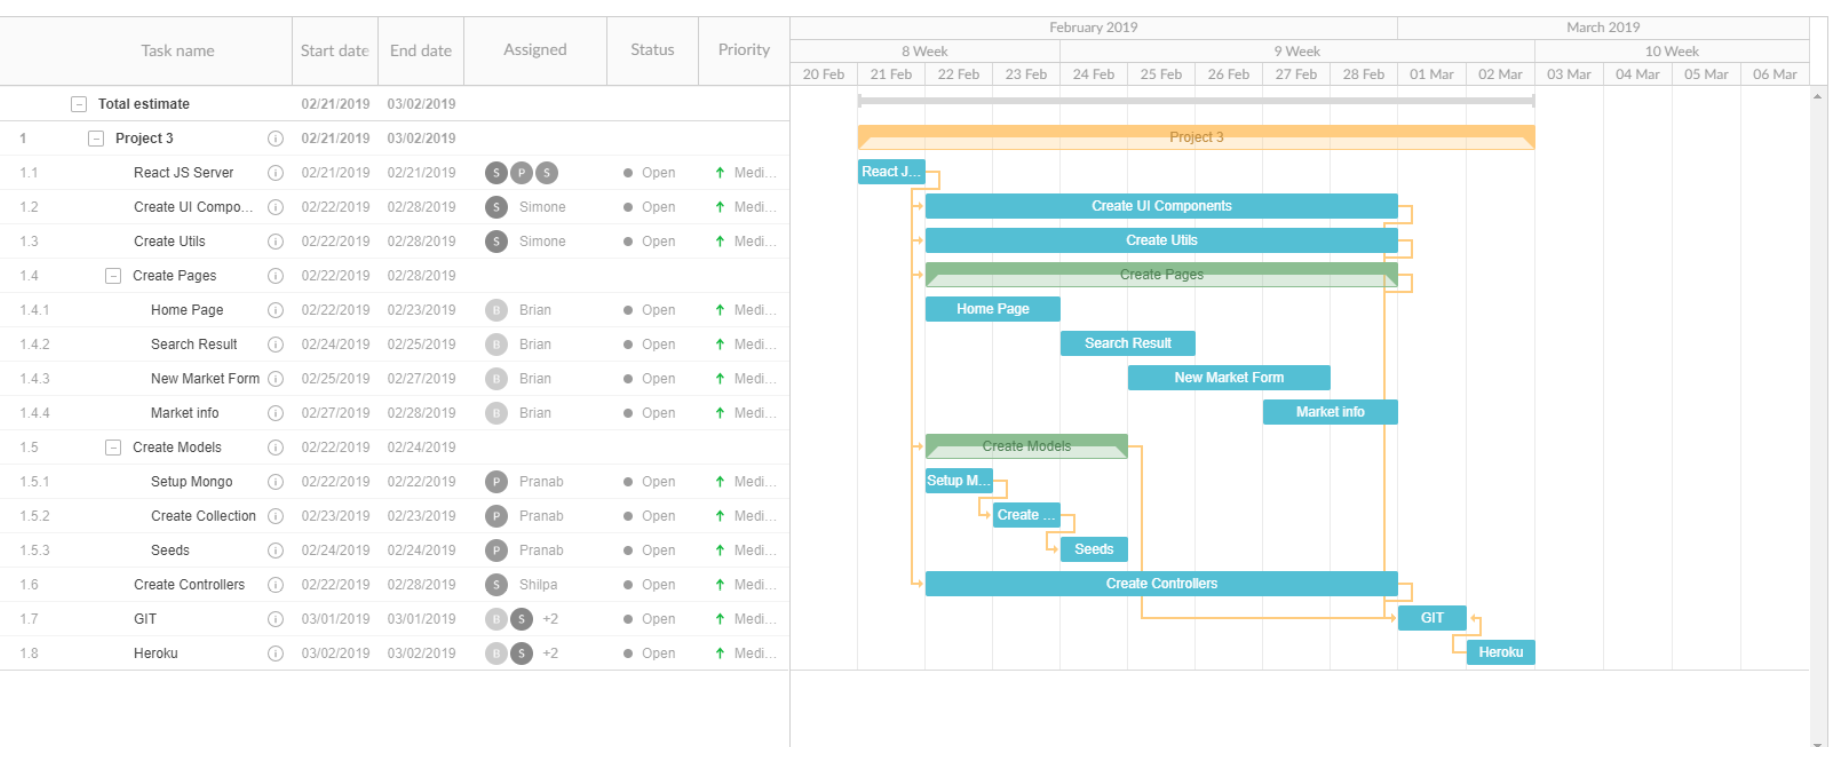 February 2019 March 2019
Task name Start date End date Assigned Status Priority 8 Week 9 Week 10 Week
20 Feb 21 Feb 22 Feb 23 Feb 24 Feb 25 Feb 26 Feb 27 Feb 28 Feb 01 Mar 02 Mar 03 Mar 04 Mar 05 Mar 06 Mar
Total estimate 02/21/2019 03/02/2019
1 Project 3 02/21/2019 03/02/2019 Project 3
1.1 React JS Server 02/21/2019 02/21/2019 S P S Open Medi... React J...
1.2 Create UI Compo... 02/22/2019 02/28/2019 S Simone Open Medi... Create UI Components
1.3 Create Utils 02/22/2019 02/28/2019 S Simone Open Medi... Create Utils
1.4 Create Pages 02/22/2019 02/28/2019 Create Pages
1.4.1 Home Page 02/22/2019 02/23/2019 B Brian Open Medi... Home Page
1.4.2 Search Result 02/24/2019 02/25/2019 B Brian Open Medi... Search Result
1.4.3 New Market Form 02/25/2019 02/27/2019 B Brian Open Medi... New Market Form
1.4.4 Market info 02/27/2019 02/28/2019 B Brian Open Medi... Market info
1.5 Create Models 02/22/2019 02/24/2019 Create Models
1.5.1 Setup Mongo 02/22/2019 02/22/2019 P Pranab Open Medi... Setup M...
1.5.2 Create Collection 02/23/2019 02/23/2019 P Pranab Open Medi... Create ...
1.5.3 Seeds 02/24/2019 02/24/2019 P Pranab Open Medi... Seeds
1.6 Create Controllers 02/22/2019 02/28/2019 S Shilpa Open Medi... Create Controllers
1.7 GIT 03/01/2019 03/01/2019 B S +2 Open Medi... GIT
1.8 Heroku 03/02/2019 03/02/2019 B S +2 Open Medi... Heroku